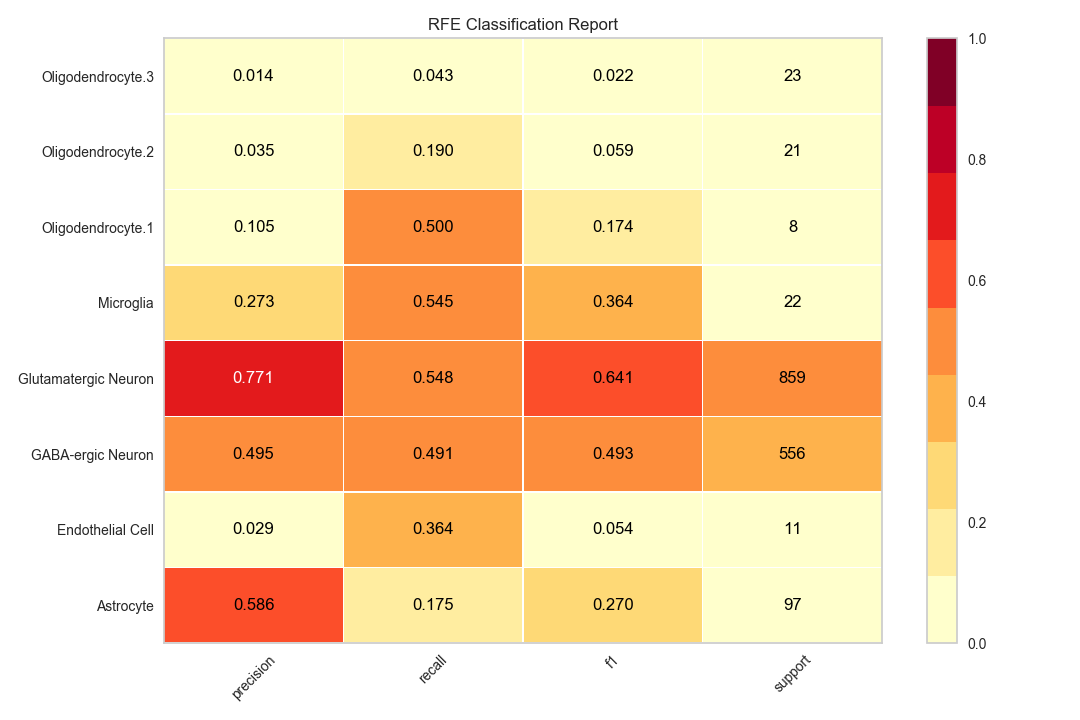 RFE Classification Report
Oligodendrocyte.3 0.014 0.043 0.022 23
Oligodendrocyte.2 0.035 0.190 0.059 21
Oligodendrocyte.1 0.105 0.500 0.174 8
Microglia 0.273 0.545 0.364 22
Glutamatergic Neuron 0.771 0.548 0.641 859
GABA-ergic Neuron 0.495 0.491 0.493 556
Endothelial Cell 0.029 0.364 0.054 11
Astrocyte 0.586 0.175 0.270 97
precision recall f1 support
1.0
0.8
0.6
0.4
0.2
0.0